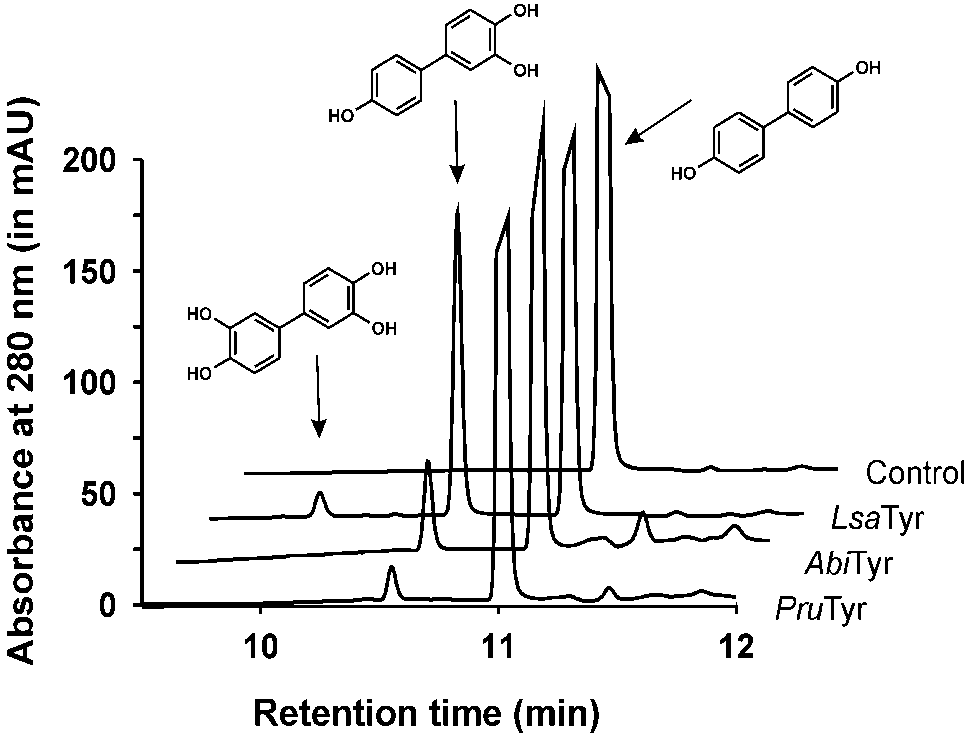 OH
OH
HO
OH
HO
200
150
OH
HO
OH
HO
100
50
0
Control
LsaTyr
AbiTyr
PruTyr
10 11 12
Retention time (min)
Absorbance at 280 nm (in mAU)